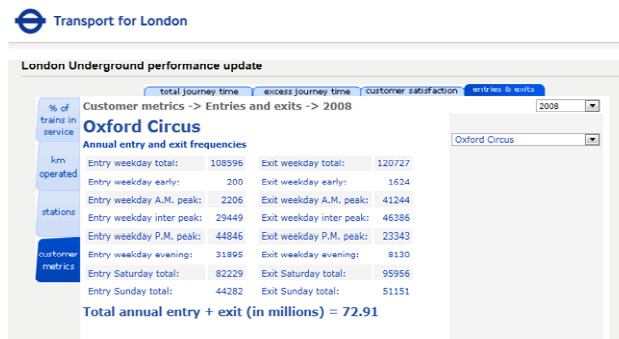 Transport for London
London Underground performance update
total journey time excess journey time customer satisfaction entries & exits
% of
trains in
service
km
operated
stations
customer
metrics
Customer metrics -> Entries and exits -> 2008
2008
Oxford Circus
Oxford Circus
Annual entry and exit frequencies
Entry weekday total: 108596 Exit weekday total: 120727
Entry weekday early: 200 Exit weekday early: 1624
Entry weekday A.M. peak: 2206 Exit weekday A.M. peak: 41244
Entry weekday inter peak: 29449 Exit weekday inter peak: 46386
Entry weekday P.M. peak: 44846 Exit weekday P.M. peak: 23343
Entry weekday evening: 31895 Exit weekday evening: 8130
Entry Saturday total: 82229 Exit Saturday total: 95956
Entry Sunday total: 44282 Exit Sunday total: 51151
Total annual entry + exit (in millions) = 72.91